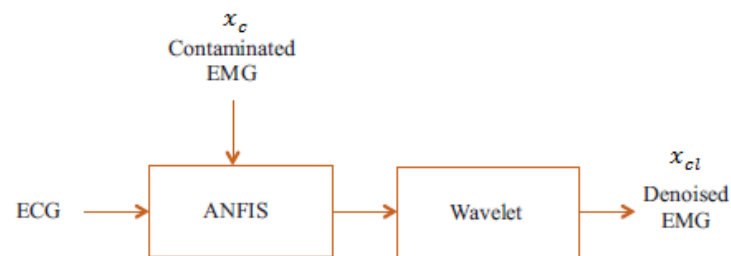 x_c
Contaminated
EMG
ECG
ANFIS
Wavelet
x_cl
Denoised
EMG